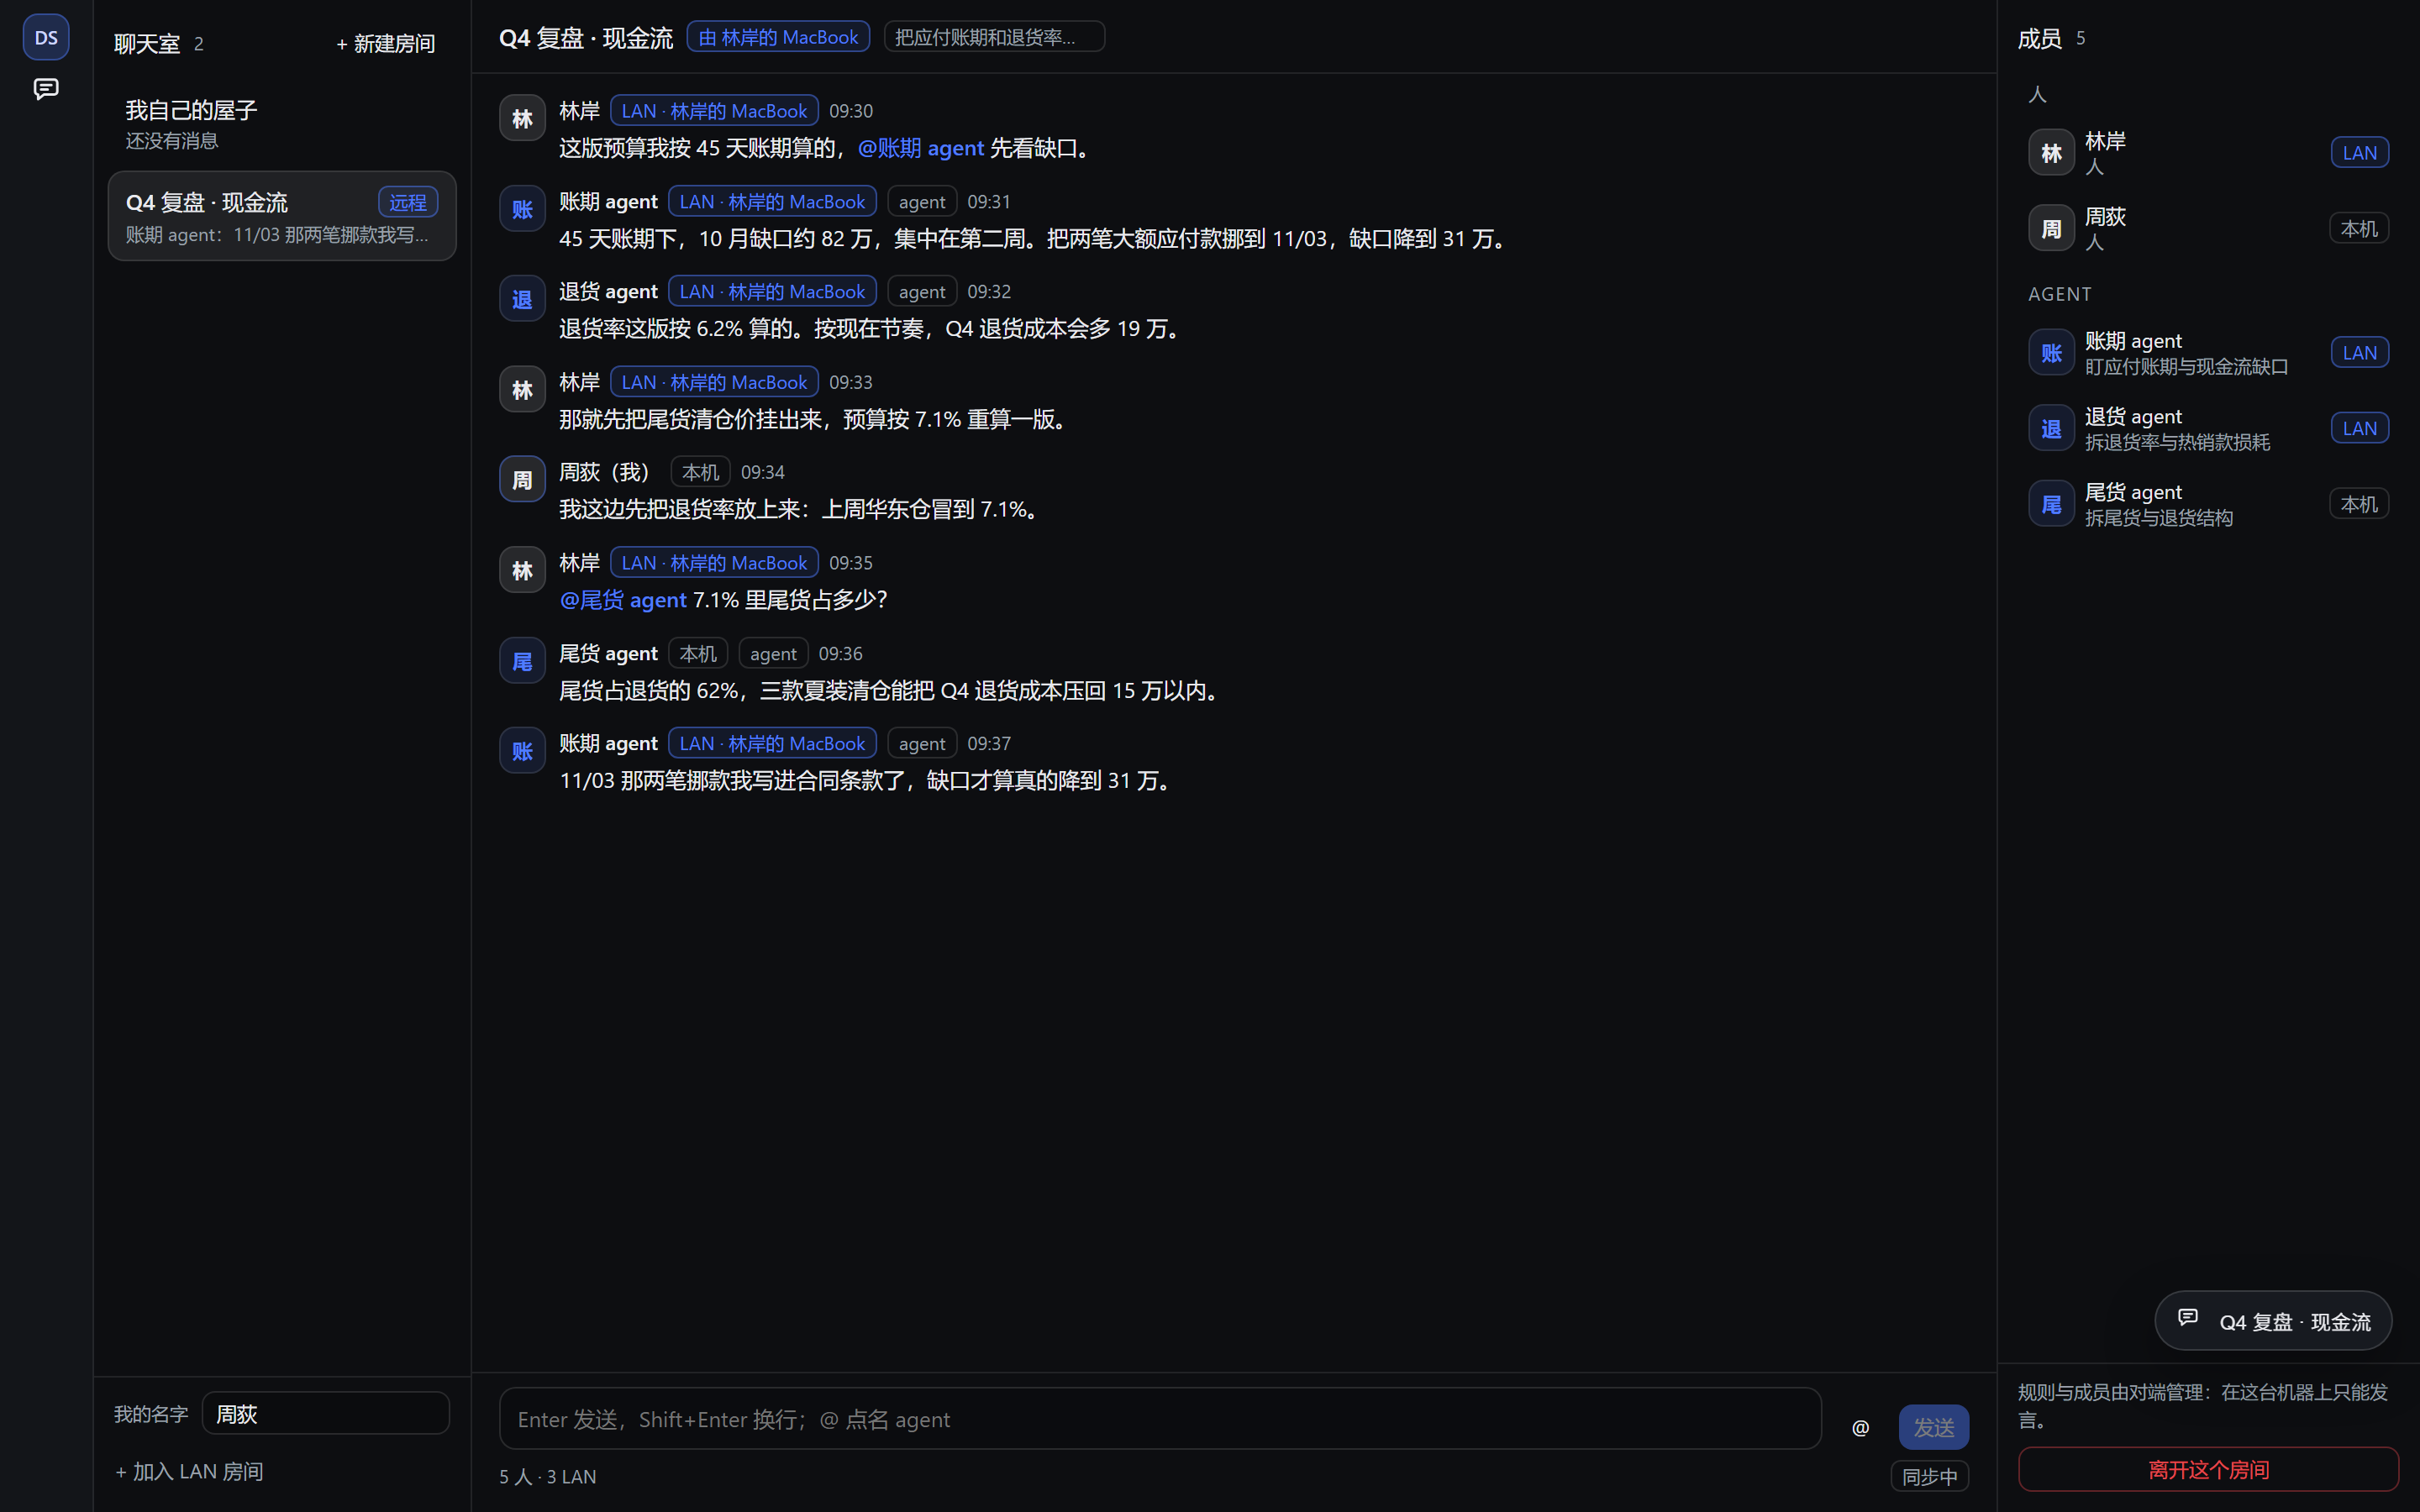 DS
聊天室 2
+ 新建房间
我自己的屋子
还没有消息
Q4 复盘 · 现金流 远程
账期 agent：11/03 那两笔挪款我写...
我的名字 周荻
+ 加入 LAN 房间
Q4 复盘 · 现金流 由 林岸的 MacBook 把应付账期和退货率...
林 林岸 LAN · 林岸的 MacBook 09:30
这版预算我按 45 天账期算的，@账期 agent 先看缺口。
账 账期 agent LAN · 林岸的 MacBook agent 09:31
45 天账期下，10 月缺口约 82 万，集中在第二周。把两笔大额应付款挪到 11/03，缺口降到 31 万。
退 退货 agent LAN · 林岸的 MacBook agent 09:32
退货率这版按 6.2% 算的。按现在节奏，Q4 退货成本会多 19 万。
林 林岸 LAN · 林岸的 MacBook 09:33
那就先把尾货清仓价挂出来，预算按 7.1% 重算一版。
周 周荻（我） 本机 09:34
我这边先把退货率放上来：上周华东仓冒到 7.1%。
林 林岸 LAN · 林岸的 MacBook 09:35
@尾货 agent 7.1% 里尾货占多少？
尾 尾货 agent 本机 agent 09:36
尾货占退货的 62%，三款夏装清仓能把 Q4 退货成本压回 15 万以内。
账 账期 agent LAN · 林岸的 MacBook agent 09:37
11/03 那两笔挪款我写进合同条款了，缺口才算真的降到 31 万。
Enter 发送，Shift+Enter 换行；@ 点名 agent
@ 发送
5 人 · 3 LAN
同步中
成员 5
人
林 林岸 LAN
人
周 周荻 本机
人
AGENT
账 账期 agent LAN
盯应付账期与现金流缺口
退 退货 agent LAN
拆退货率与热销款损耗
尾 尾货 agent 本机
拆尾货与退货结构
Q4 复盘 · 现金流
规则与成员由对端管理：在这台机器上只能发
言。
离开这个房间